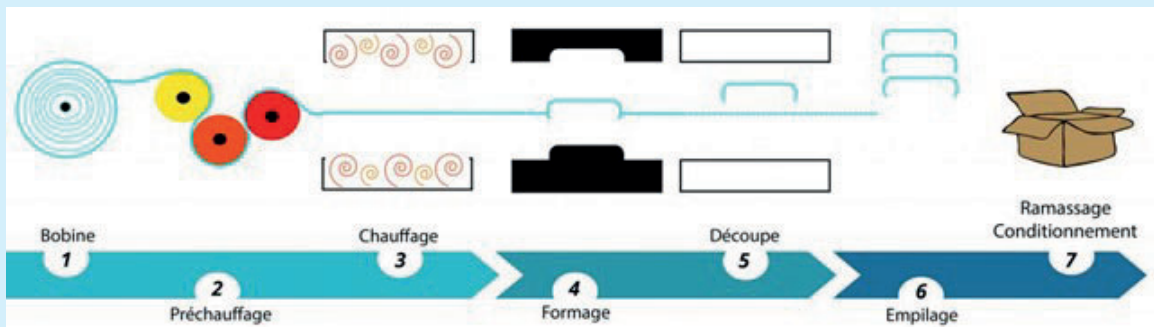 Bobine
1
2
Préchauffage
Chauffage
3
4
Formage
Découpe
5
6
Empilage
Ramassage
Conditionnement
7